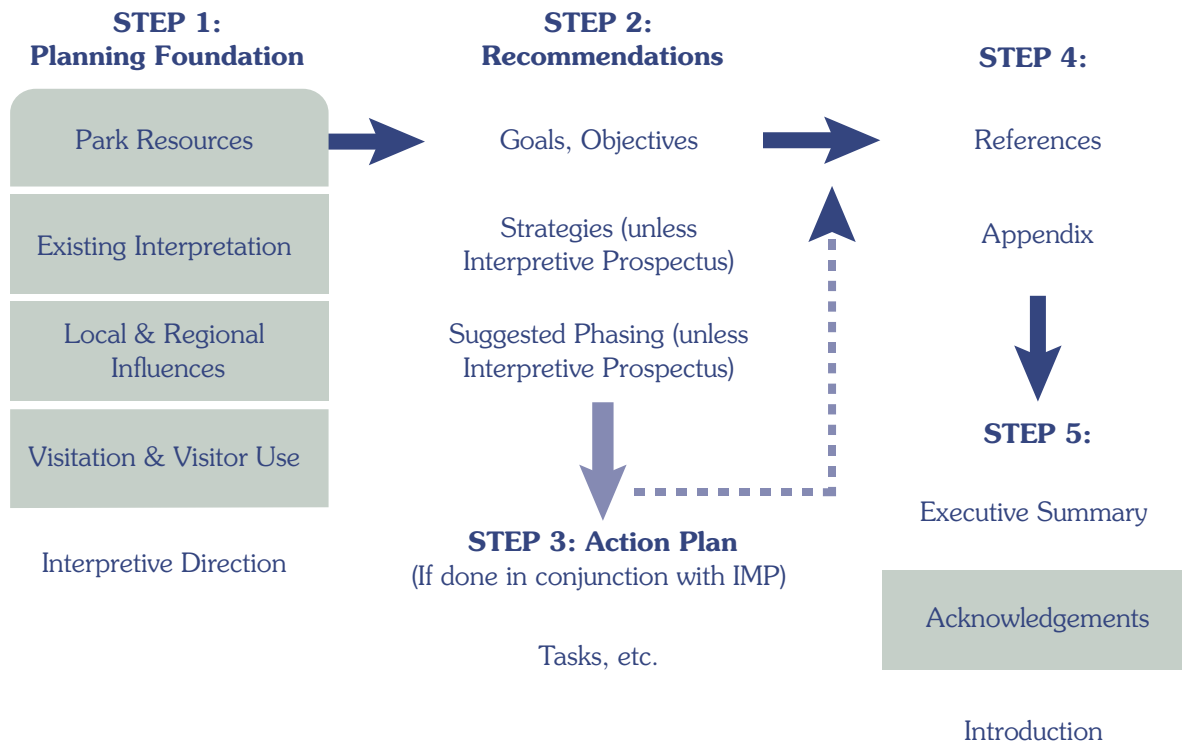 STEP 1:
Planning Foundation
Park Resources
Existing Interpretation
Local & Regional
Influences
Visitation & Visitor Use
Interpretive Direction
STEP 2:
Recommendations
Goals, Objectives
Strategies (unless
Interpretive Prospectus)
Suggested Phasing (unless
Interpretive Prospectus)
STEP 3: Action Plan
(If done in conjunction with IMP)
Tasks, etc.
STEP 4:
References
Appendix
STEP 5:
Executive Summary
Acknowledgements
Introduction